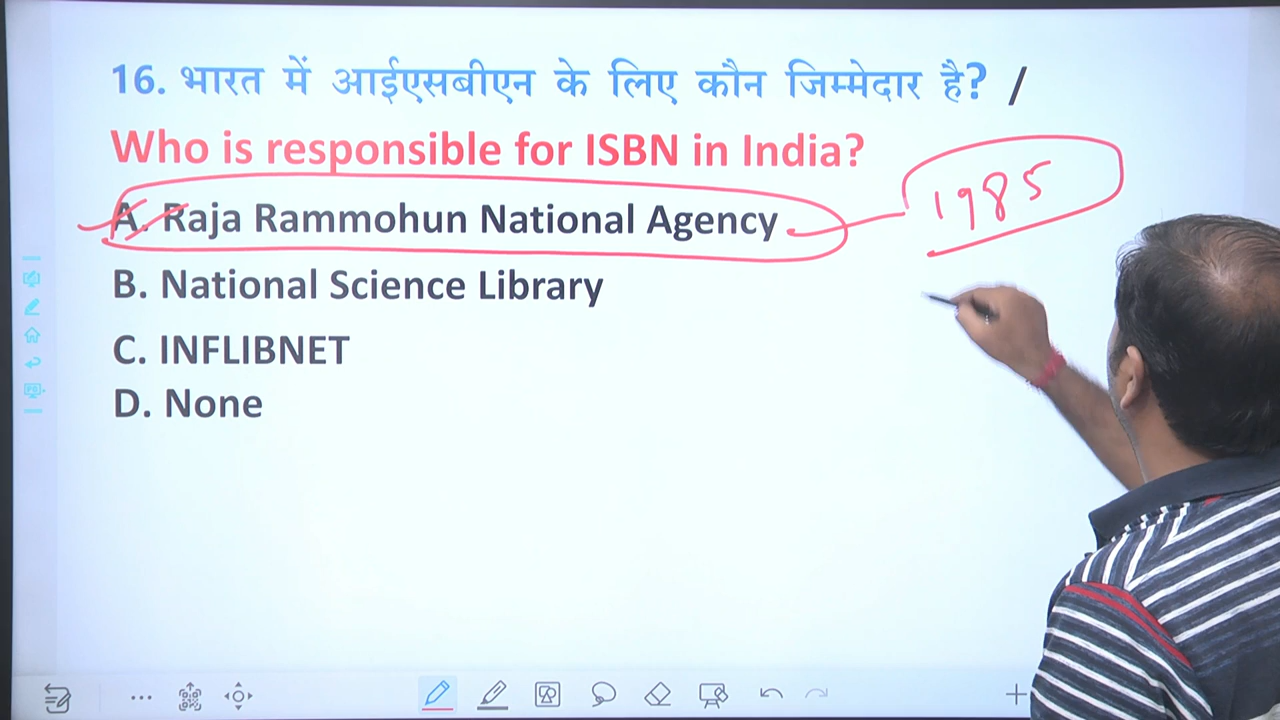 16. भारत में आईएसबीएन के लिए कौन जिम्मेदार है? /
Who is responsible for ISBN in India?
A. Raja Rammohun National Agency
1985
B. National Science Library
C. INFLIBNET
D. None